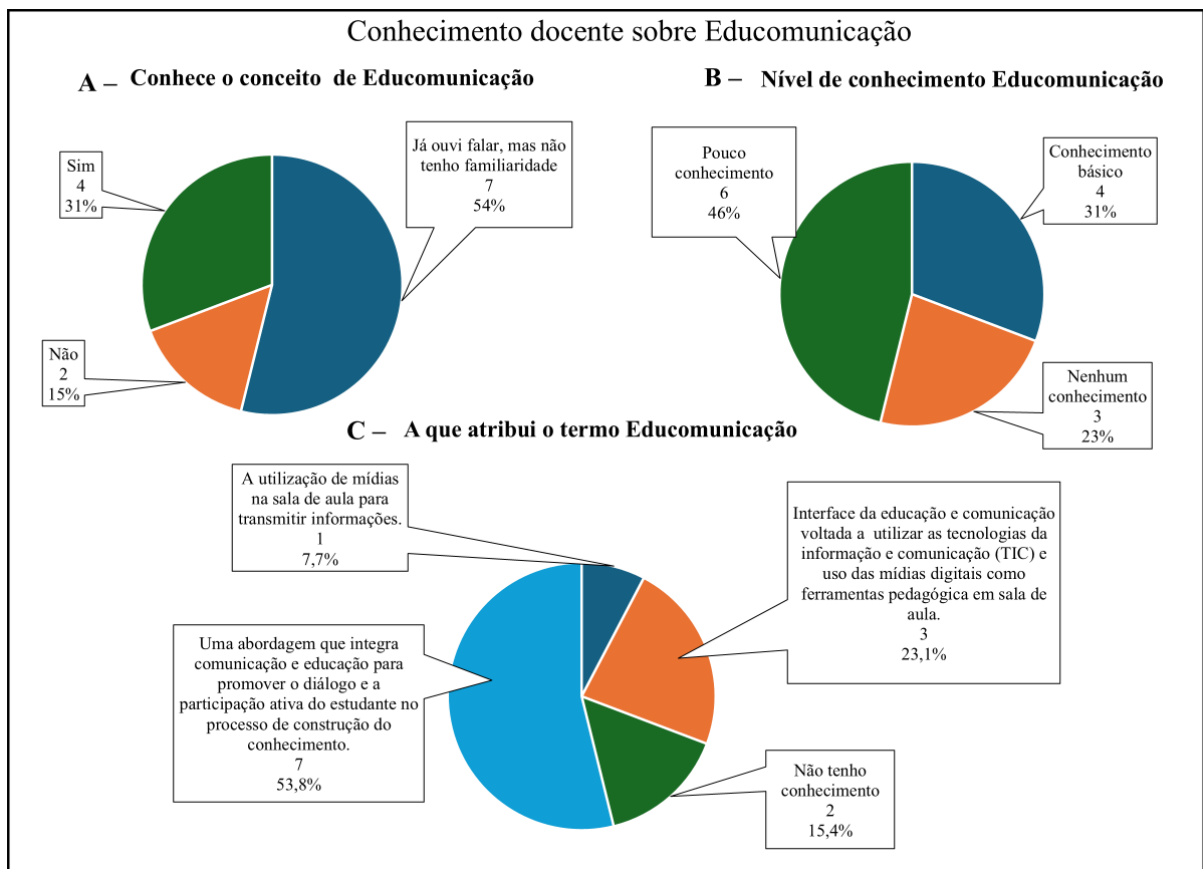 Conhecimento docente sobre Educomunicação
A – Conhece o conceito de Educomunicação
Sim
4
31%
Já ouvi falar, mas não
tenho familiaridade
7
54%
Não
2
15%
B – Nível de conhecimento Educomunicação
Pouco
conhecimento
6
46%
Conhecimento
básico
4
31%
Nenhum
conhecimento
3
23%
C – A que atribui o termo Educomunicação
A utilização de mídias
na sala de aula para
transmitir informações.
1
7,7%
Interface da educação e comunicação
voltada a utilizar as tecnologias da
informação e comunicação (TIC) e
uso das mídias digitais como
ferramentas pedagógica em sala de
aula.
3
23,1%
Uma abordagem que integra
comunicação e educação para
promover o diálogo e a
participação ativa do estudante no
processo de construção do
conhecimento.
7
53,8%
Não tenho
conhecimento
2
15,4%